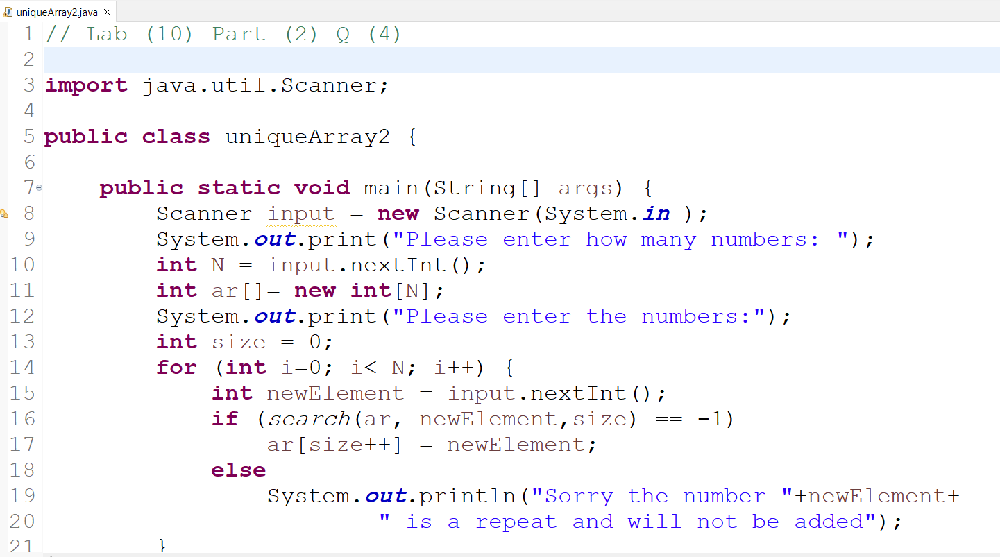 uniqueArray2.java
1 // Lab (10) Part (2) Q (4)
2
3 import java.util.Scanner;
4
5 public class uniqueArray2 {
6
7     public static void main(String[] args) {
8         Scanner input = new Scanner(System.in );
9         System.out.print("Please enter how many numbers: ");
10         int N = input.nextInt();
11         int ar[]= new int[N];
12         System.out.print("Please enter the numbers:");
13         int size = 0;
14         for (int i=0; i< N; i++) {
15             int newElement = input.nextInt();
16             if (search(ar, newElement,size) == -1)
17                 ar[size++] = newElement;
18             else
19                 System.out.println("Sorry the number "+newElement+
20                         " is a repeat and will not be added");
21         }